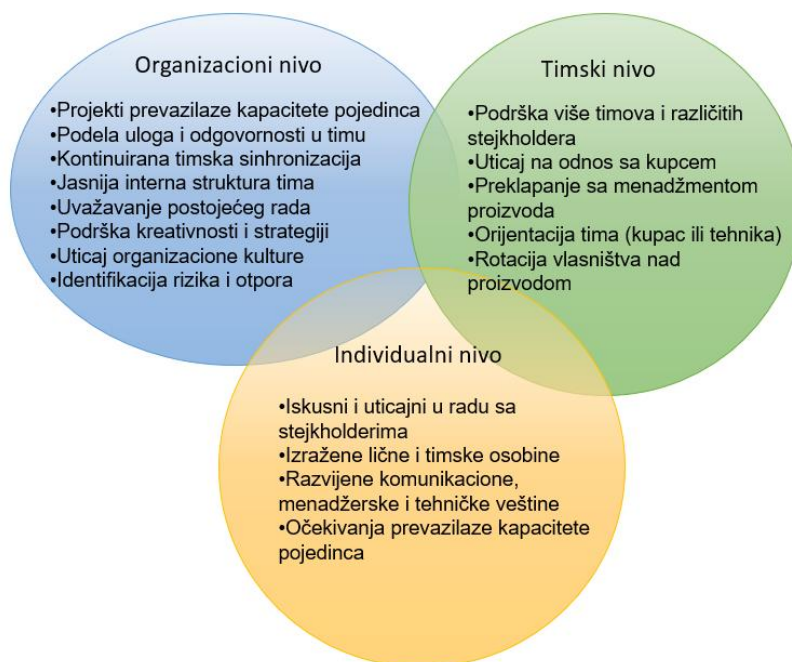 Organizacioni nivo
•Projekti prevazilaze kapacitete pojedinca
•Podela uloga i odgovornosti u timu
•Kontinuirana timska sinhronizacija
•Jasnija interna struktura tima
•Uvažavanje postojećeg rada
•Podrška kreativnosti i strategiji
•Uticaj organizacione kulture
•Identifikacija rizika i otpora
Timski nivo
•Podrška više timova i različitih
stejkholdera
•Uticaj na odnos sa kupcem
•Preklapanje sa menadžmentom
proizvoda
•Orijentacija tima (kupac ili tehnika)
•Rotacija vlasništva nad
proizvodom
Individualni nivo
•Iskusni i uticajni u radu sa
stejkholderima
•Izražene lične i timske osobine
•Razvijene komunikacione,
menadžerske i tehničke veštine
•Očekivanja prevazilaze kapacitete
pojedinca